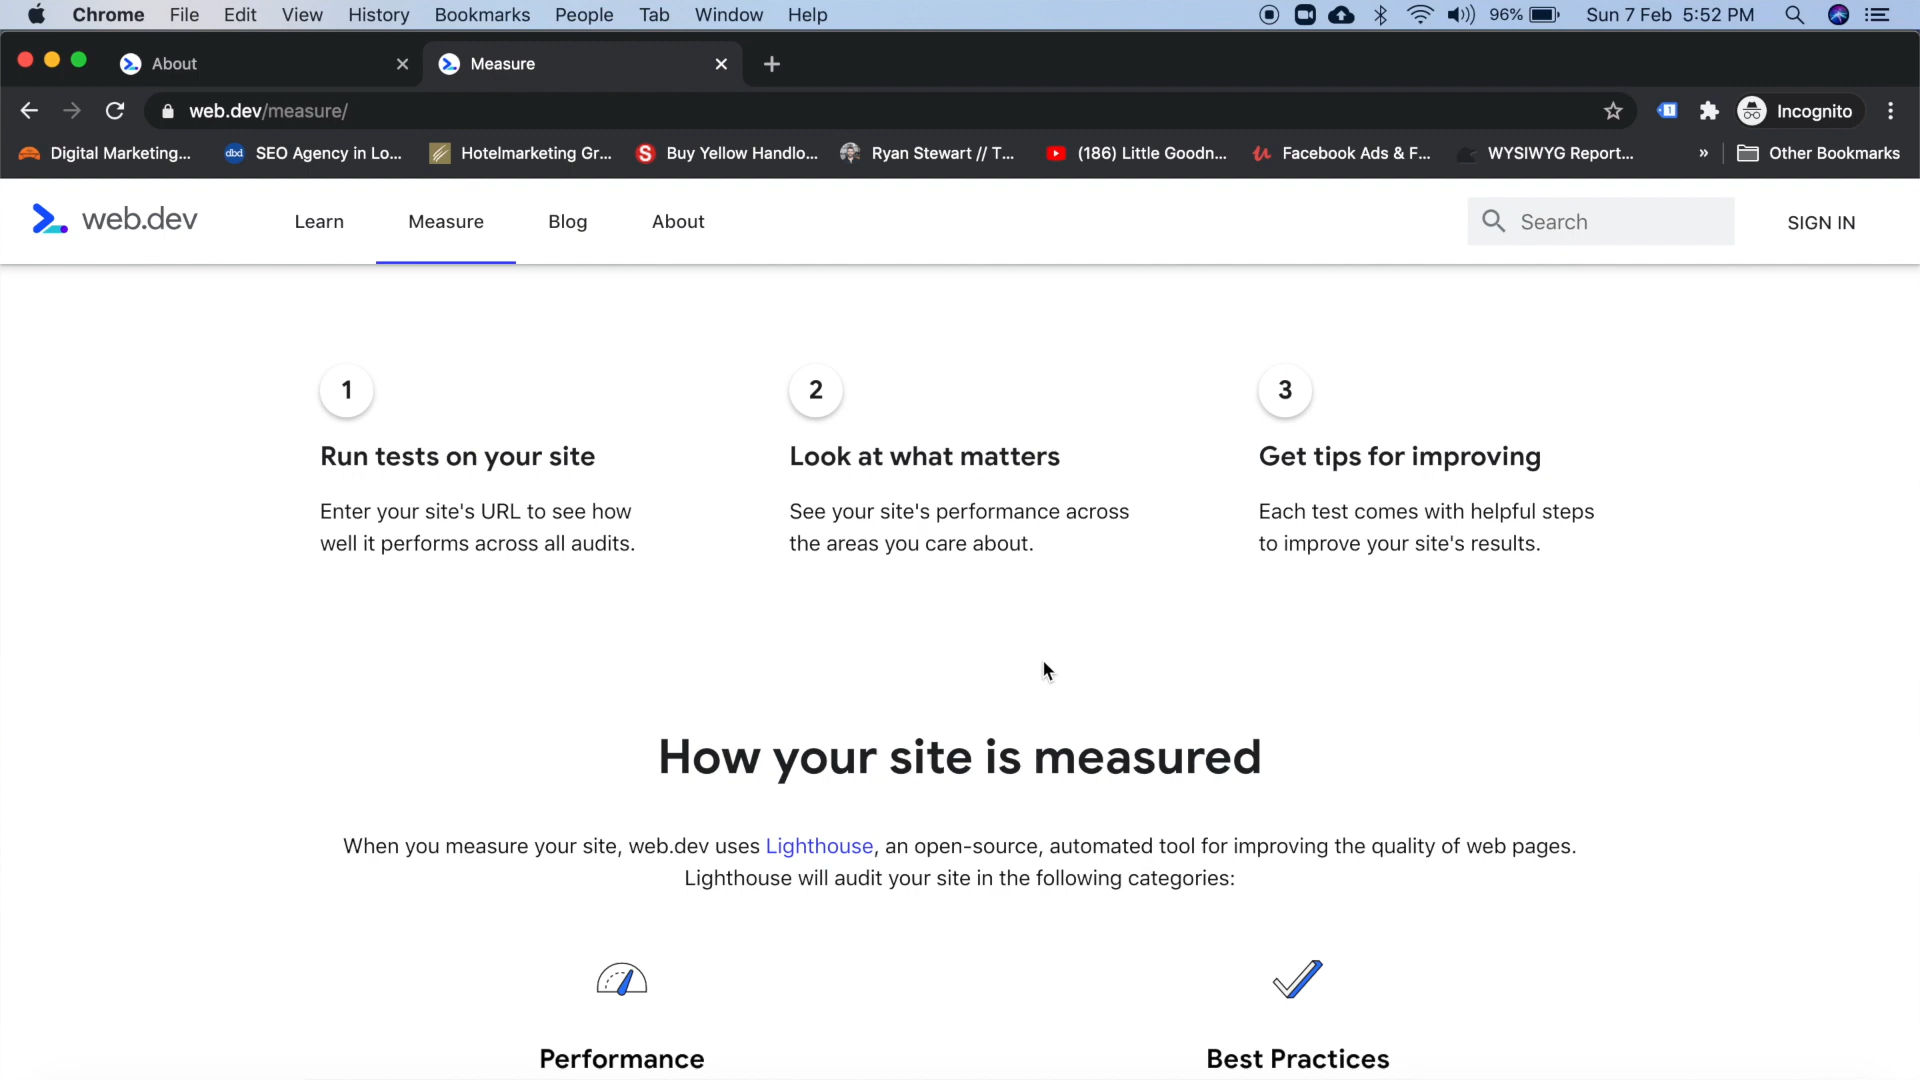 Chrome File Edit View History Bookmarks People Tab Window Help 96% Sun 7 Feb 5:52 PM
About Measure
web.dev/measure/ Incognito
Digital Marketing... SEO Agency in Lo... Hotelmarketing Gr... Buy Yellow Handlo... Ryan Stewart // T... (186) Little Goodn... Facebook Ads & F... WYSIWYG Report... » Other Bookmarks
web.dev Learn Measure Blog About Search SIGN IN
1 2 3
Run tests on your site Look at what matters Get tips for improving
Enter your site's URL to see how See your site's performance across Each test comes with helpful steps
well it performs across all audits. the areas you care about. to improve your site's results.
How your site is measured
When you measure your site, web.dev uses Lighthouse, an open-source, automated tool for improving the quality of web pages.
Lighthouse will audit your site in the following categories:
Performance Best Practices